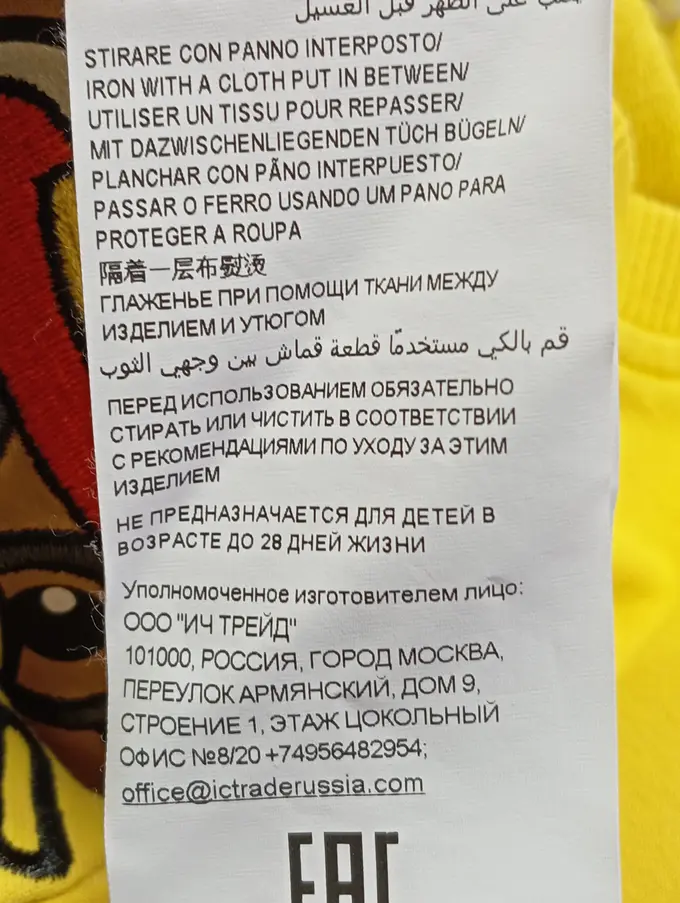 على الظهر قبل الغسيل
STIRARE CON PANNO INTERPOSTO/
IRON WITH A CLOTH PUT IN BETWEEN/
UTILISER UN TISSU POUR REPASSER/
MIT DAZWISCHENLIEGENDEN TÜCH BÜGELN/
PLANCHAR CON PÃNO INTERPUESTO/
PASSAR O FERRO USANDO UM PANO PARA
PROTEGER A ROUPA
隔着一层布熨烫
ГЛАЖЕНЬЕ ПРИ ПОМОЩИ ТКАНИ МЕЖДУ
ИЗДЕЛИЕМ И УТЮГОМ
قم بالكي مستخدمًا قطعة قماش بين وجهي الثوب
ПЕРЕД ИСПОЛЬЗОВАНИЕМ ОБЯЗАТЕЛЬНО
СТИРАТЬ ИЛИ ЧИСТИТЬ В СООТВЕТСТВИИ
С РЕКОМЕНДАЦИЯМИ ПО УХОДУ ЗА ЭТИМ
ИЗДЕЛИЕМ
НЕ ПРЕДНАЗНАЧАЕТСЯ ДЛЯ ДЕТЕЙ В
ВОЗРАСТЕ ДО 28 ДНЕЙ ЖИЗНИ
Уполномоченное изготовителем лицо:
ООО "ИЧ ТРЕЙД"
101000, РОССИЯ, ГОРОД МОСКВА,
ПЕРЕУЛОК АРМЯНСКИЙ, ДОМ 9,
СТРОЕНИЕ 1, ЭТАЖ ЦОКОЛЬНЫЙ
ОФИС №8/20 +74956482954;
office@ictraderussia.com
EAC